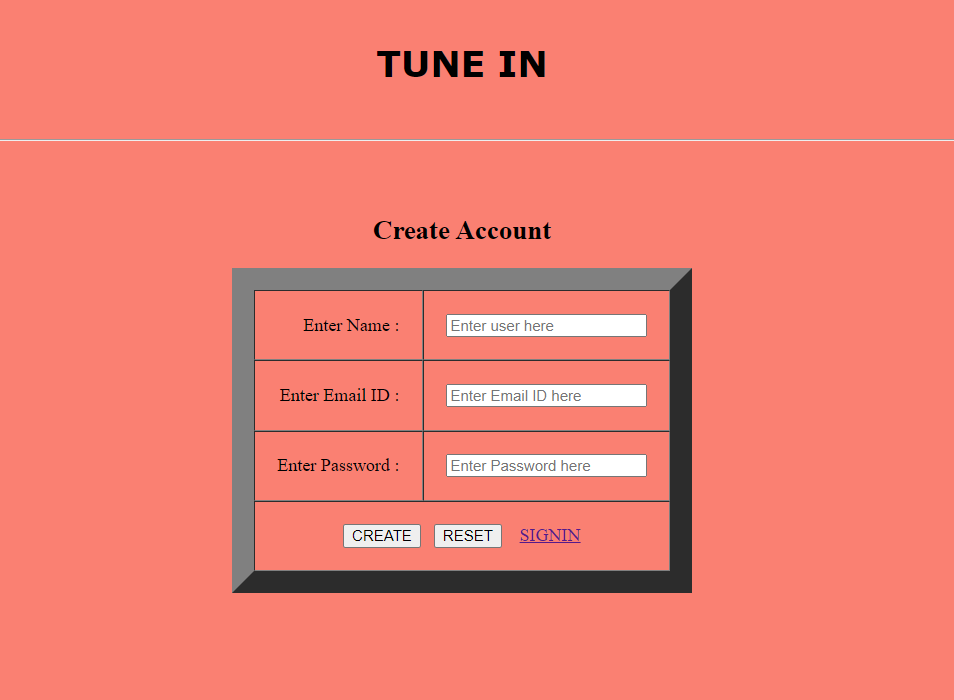 TUNE IN
Create Account
Enter Name : Enter user here
Enter Email ID : Enter Email ID here
Enter Password : Enter Password here
CREATE RESET SIGNIN